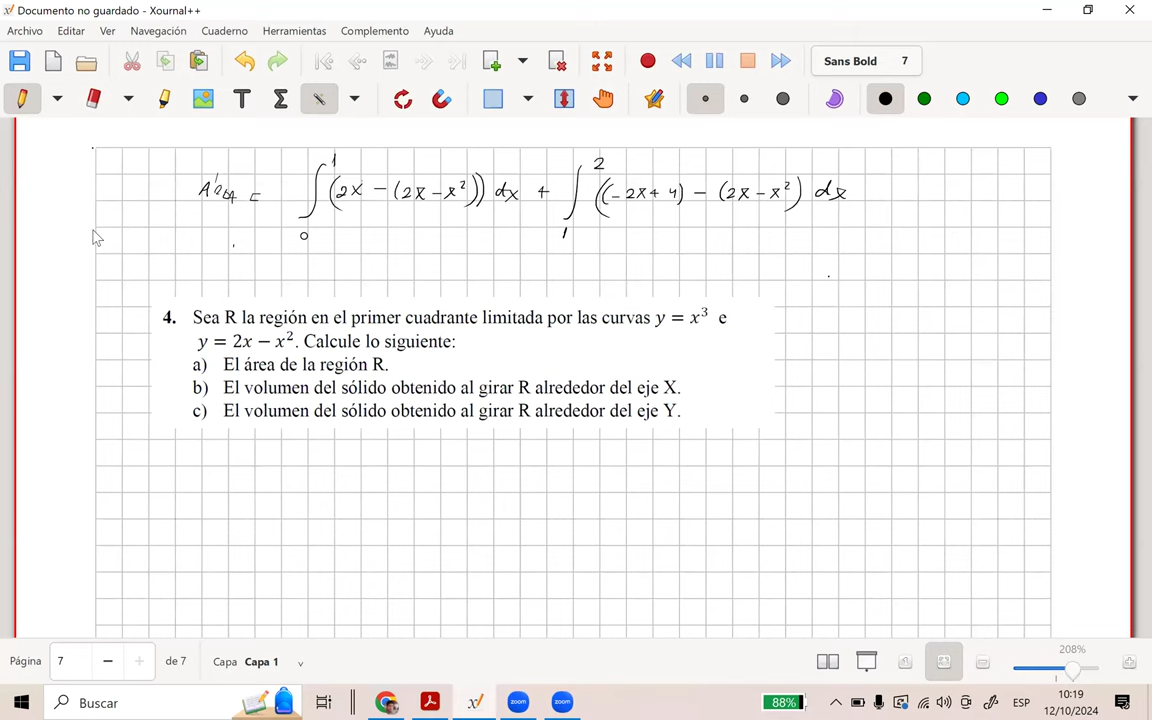 Documento no guardado - Xournal++
Archivo Editar Ver Navegación Cuaderno Herramientas Complemento Ayuda
Sans Bold 7
Área = ∫₀¹ (2x - (2x - x²)) dx + ∫₁² ((-2x + 4) - (2x - x²) dx
4. Sea R la región en el primer cuadrante limitada por las curvas y = x³ e
y = 2x − x². Calcule lo siguiente:
a) El área de la región R.
b) El volumen del sólido obtenido al girar R alrededor del eje X.
c) El volumen del sólido obtenido al girar R alrededor del eje Y.
208%
Página 7 de 7 Capa Capa 1
Buscar
zoom zoom
88%
ESP
10:19
12/10/2024